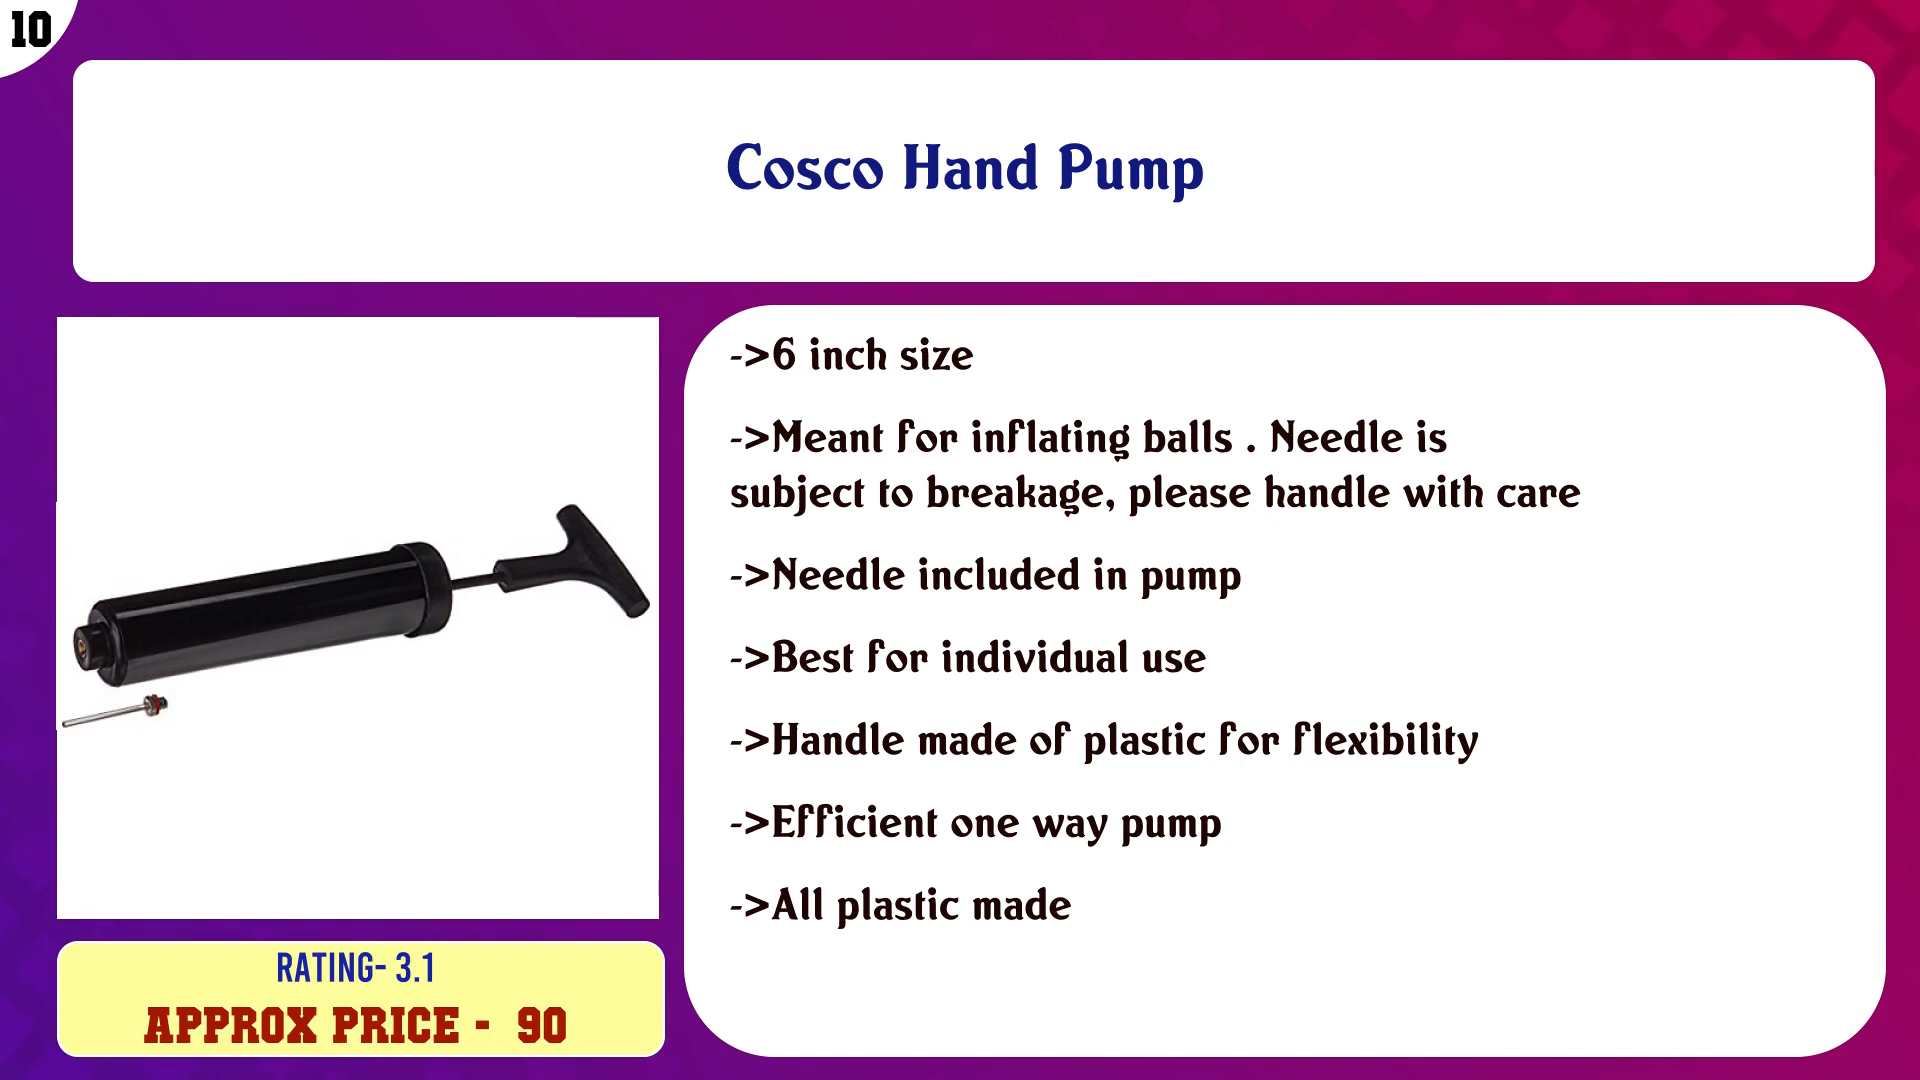 10
Cosco Hand Pump
->6 inch size
->Meant for inflating balls . Needle is
subject to breakage, please handle with care
->Needle included in pump
->Best for individual use
->Handle made of plastic for flexibility
->Efficient one way pump
->All plastic made
RATING- 3.1
APPROX PRICE - 90